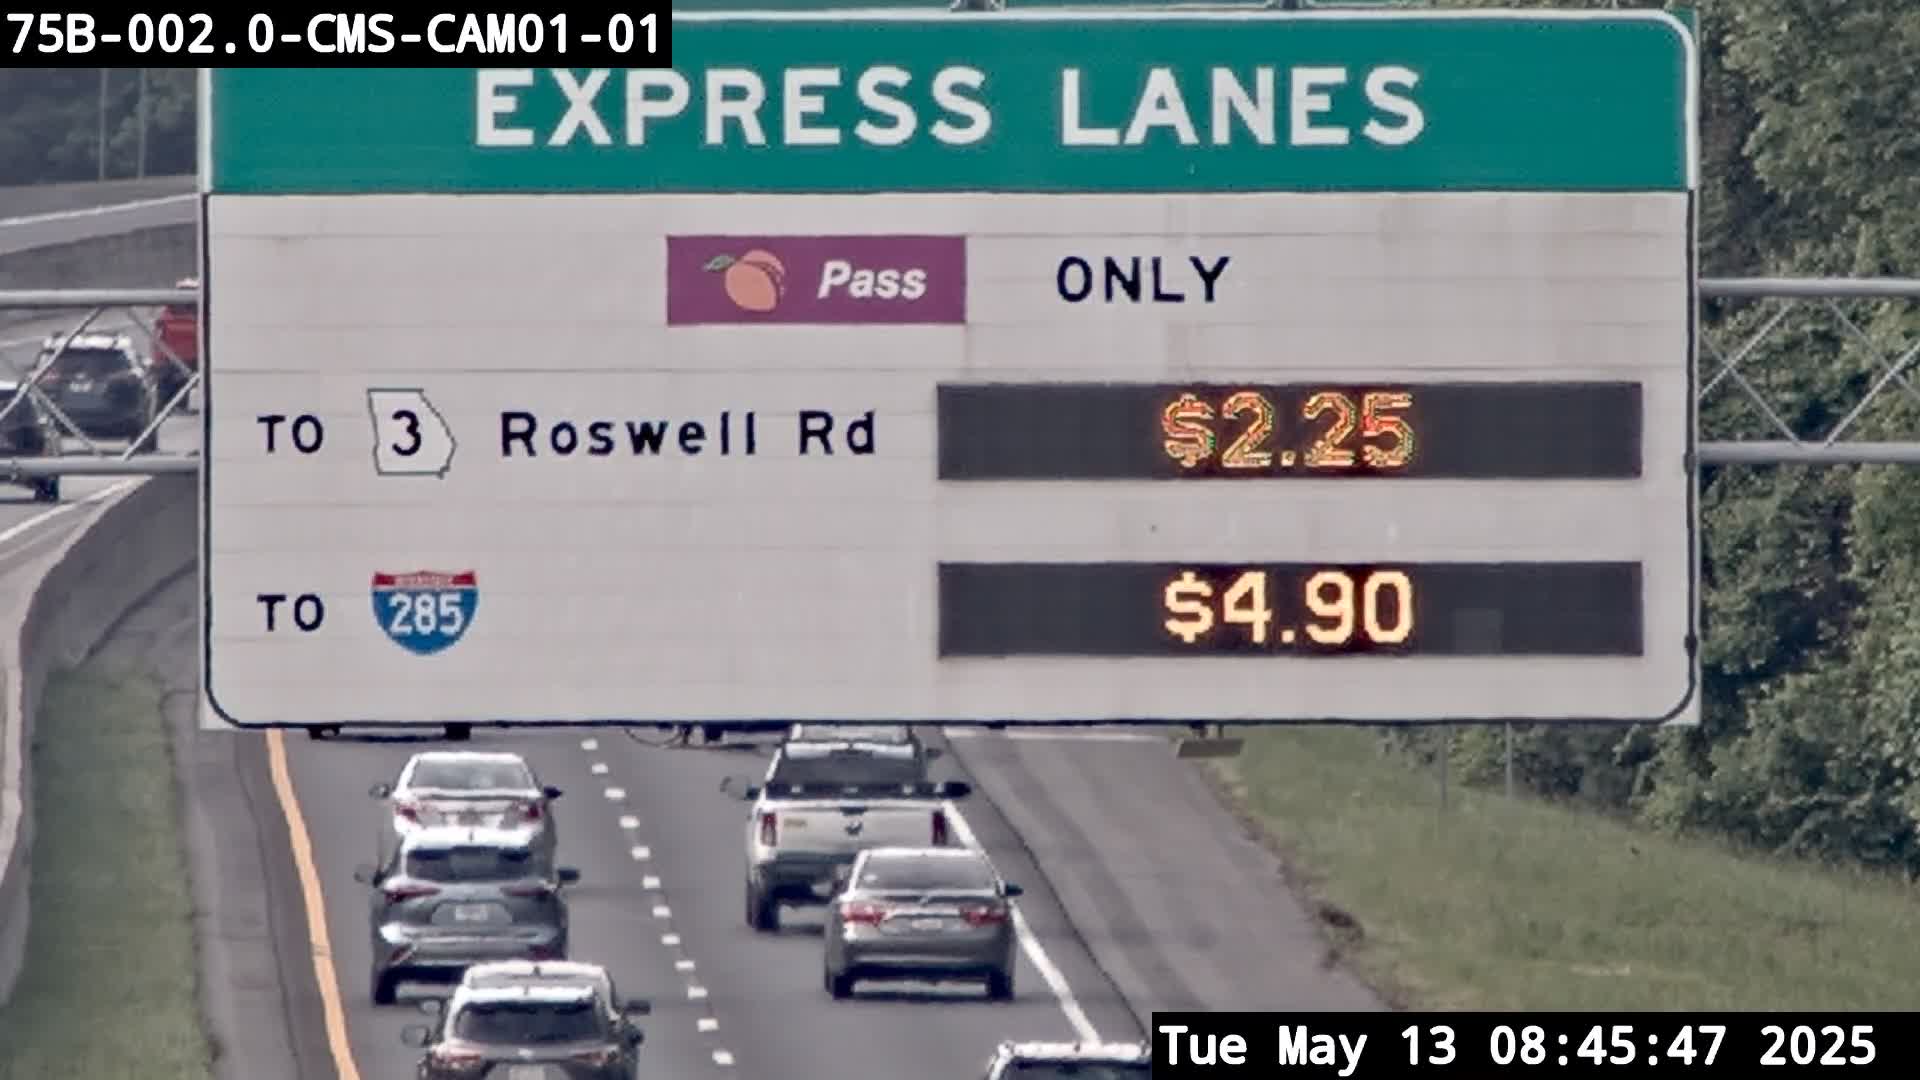 75B-002.0-CMS-CAM01-01
EXPRESS LANES
Pass ONLY
TO 3 Roswell Rd $2.25
TO 285 $4.90
Tue May 13 08:45:47 2025